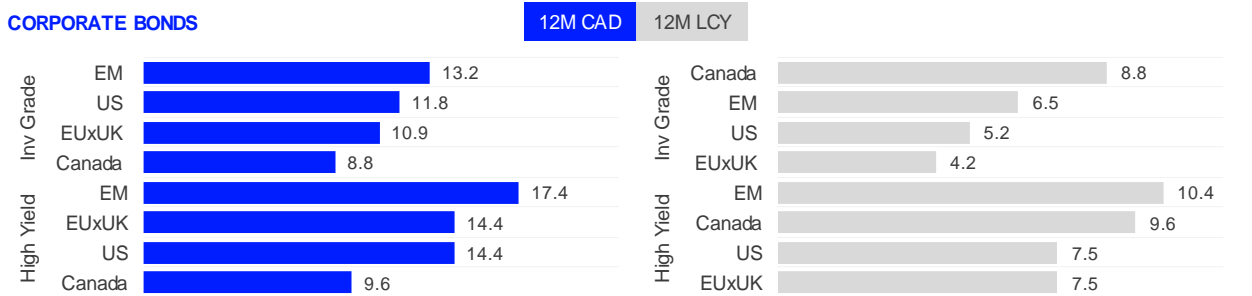 CORPORATE BONDS
12M CAD
12M LCY
Inv Grade
EM 13.2
US 11.8
EUxUK 10.9
Canada 8.8
High Yield
EM 17.4
EUxUK 14.4
US 14.4
Canada 9.6
Inv Grade
Canada 8.8
EM 6.5
US 5.2
EUxUK 4.2
High Yield
EM 10.4
Canada 9.6
US 7.5
EUxUK 7.5